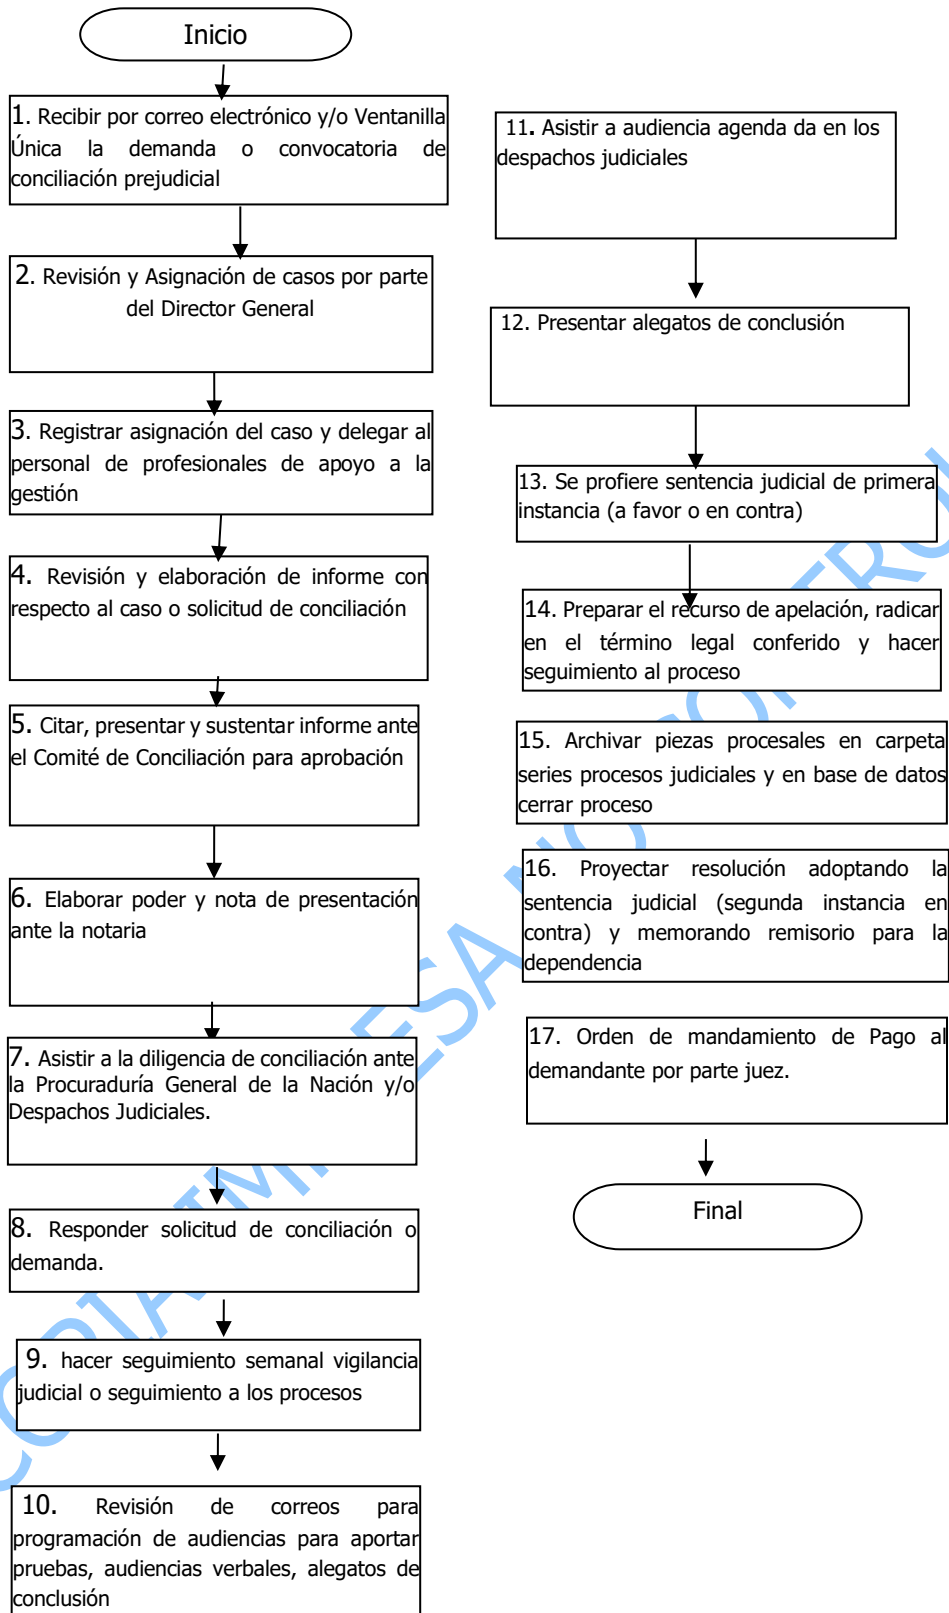 Inicio
1. Recibir por correo electrónico y/o Ventanilla
Única la demanda o convocatoria de
conciliación prejudicial
2. Revisión y Asignación de casos por parte
del Director General
3. Registrar asignación del caso y delegar al
personal de profesionales de apoyo a la
gestión
4. Revisión y elaboración de informe con
respecto al caso o solicitud de conciliación
5. Citar, presentar y sustentar informe ante
el Comité de Conciliación para aprobación
6. Elaborar poder y nota de presentación
ante la notaria
7. Asistir a la diligencia de conciliación ante
la Procuraduría General de la Nación y/o
Despachos Judiciales.
8. Responder solicitud de conciliación o
demanda.
9. hacer seguimiento semanal vigilancia
judicial o seguimiento a los procesos
10. Revisión de correos para
programación de audiencias para aportar
pruebas, audiencias verbales, alegatos de
conclusión
11. Asistir a audiencia agenda da en los
despachos judiciales
12. Presentar alegatos de conclusión
13. Se profiere sentencia judicial de primera
instancia (a favor o en contra)
14. Preparar el recurso de apelación, radicar
en el término legal conferido y hacer
seguimiento al proceso
15. Archivar piezas procesales en carpeta
series procesos judiciales y en base de datos
cerrar proceso
16. Proyectar resolución adoptando la
sentencia judicial (segunda instancia en
contra) y memorando remisorio para la
dependencia
17. Orden de mandamiento de Pago al
demandante por parte juez.
Final